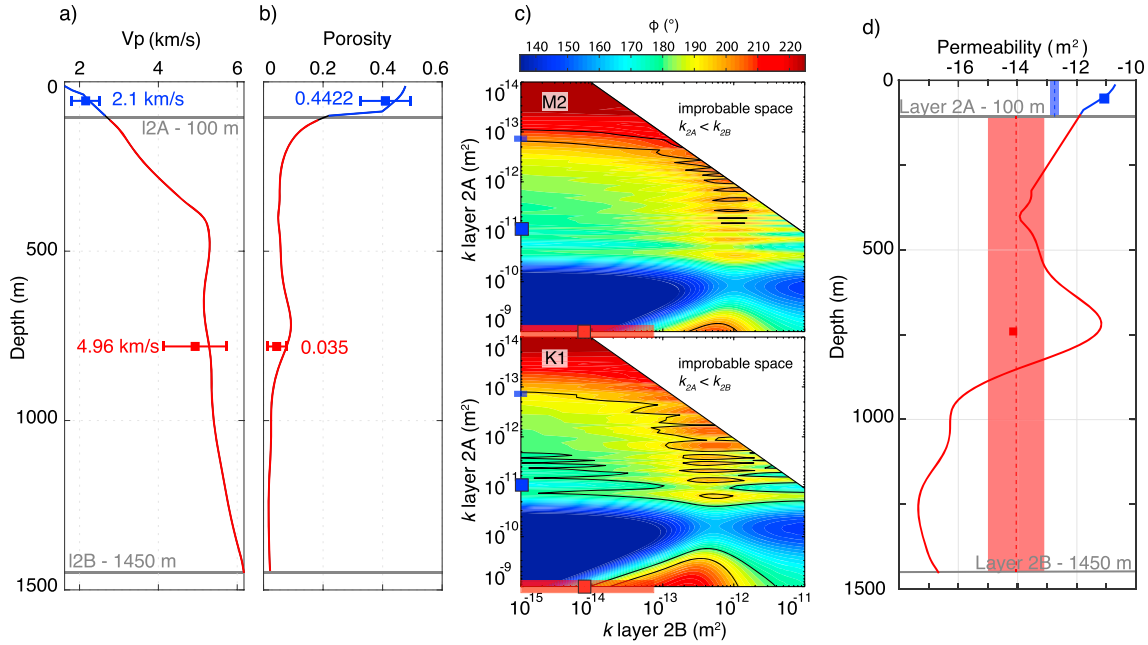 a)
Vp (km/s)
2 4 6
0
500
1000
1500
Depth (m)
2.1 km/s
l2A - 100 m
4.96 km/s
l2B - 1450 m
b)
Porosity
0 0.2 0.4 0.6
0.4422
0.035
c)
Φ (°)
140 150 160 170 180 190 200 210 220
M2
improbable space
k2A < k2B
10-14
10-13
10-12
10-11
10-10
10-9
k layer 2A (m2)
K1
improbable space
k2A < k2B
10-14
10-13
10-12
10-11
10-10
10-9
k layer 2A (m2)
10-15 10-14 10-13 10-12 10-11
k layer 2B (m2)
d)
Permeability (m2)
-16 -14 -12 -10
0
500
1000
1500
Depth (m)
Layer 2A - 100 m
Layer 2B - 1450 m
-16 -14 -12 -10